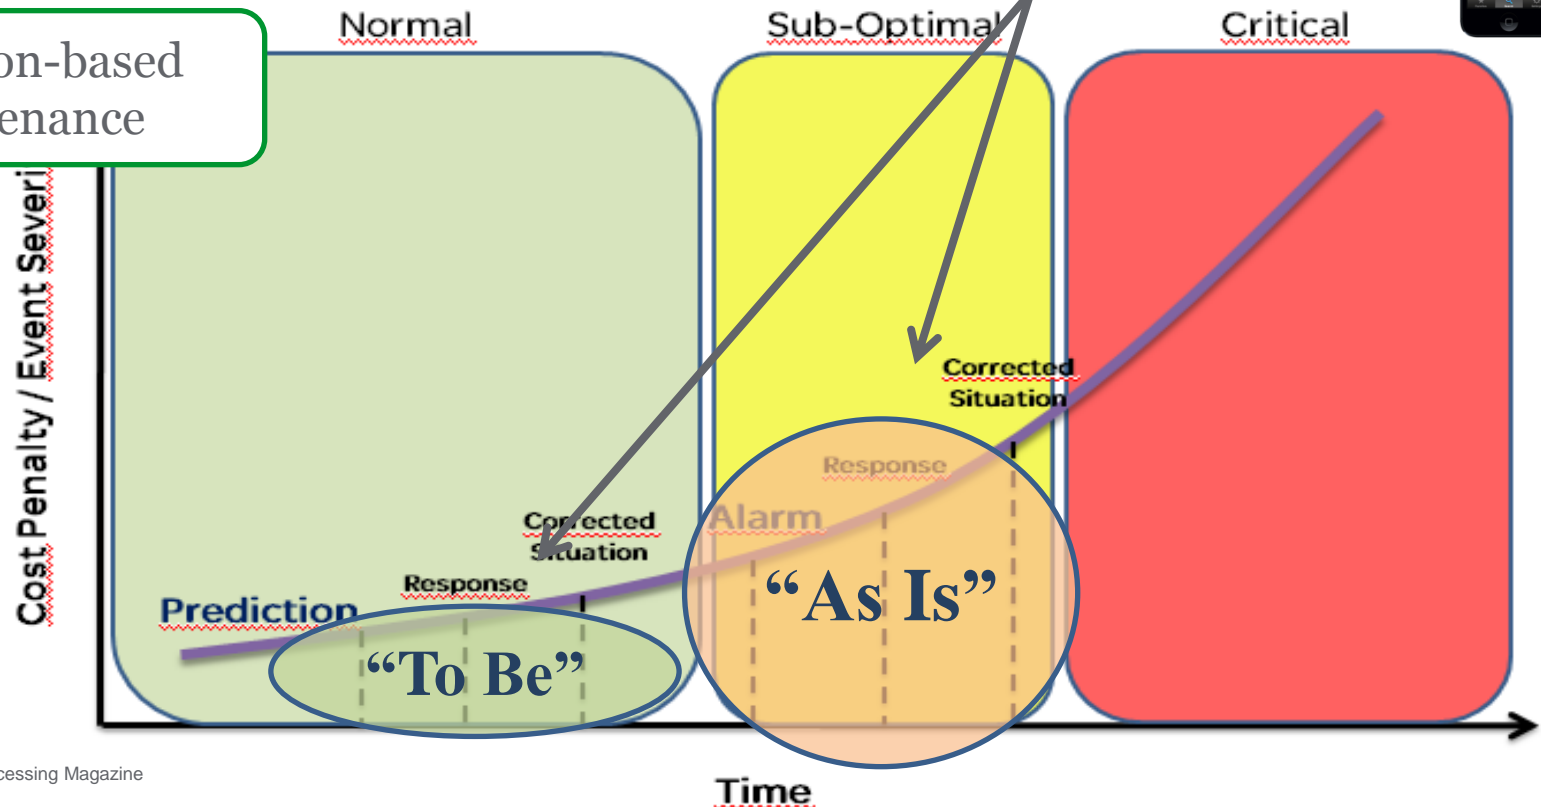 Normal
Sub-Optimal
Critical
on-based
enance
Cost Penalty / Event Severi
Corrected
Situation
Response
Alarm
Corrected
Situation
Response
Prediction
“As Is”
“To Be”
cessing Magazine
Time